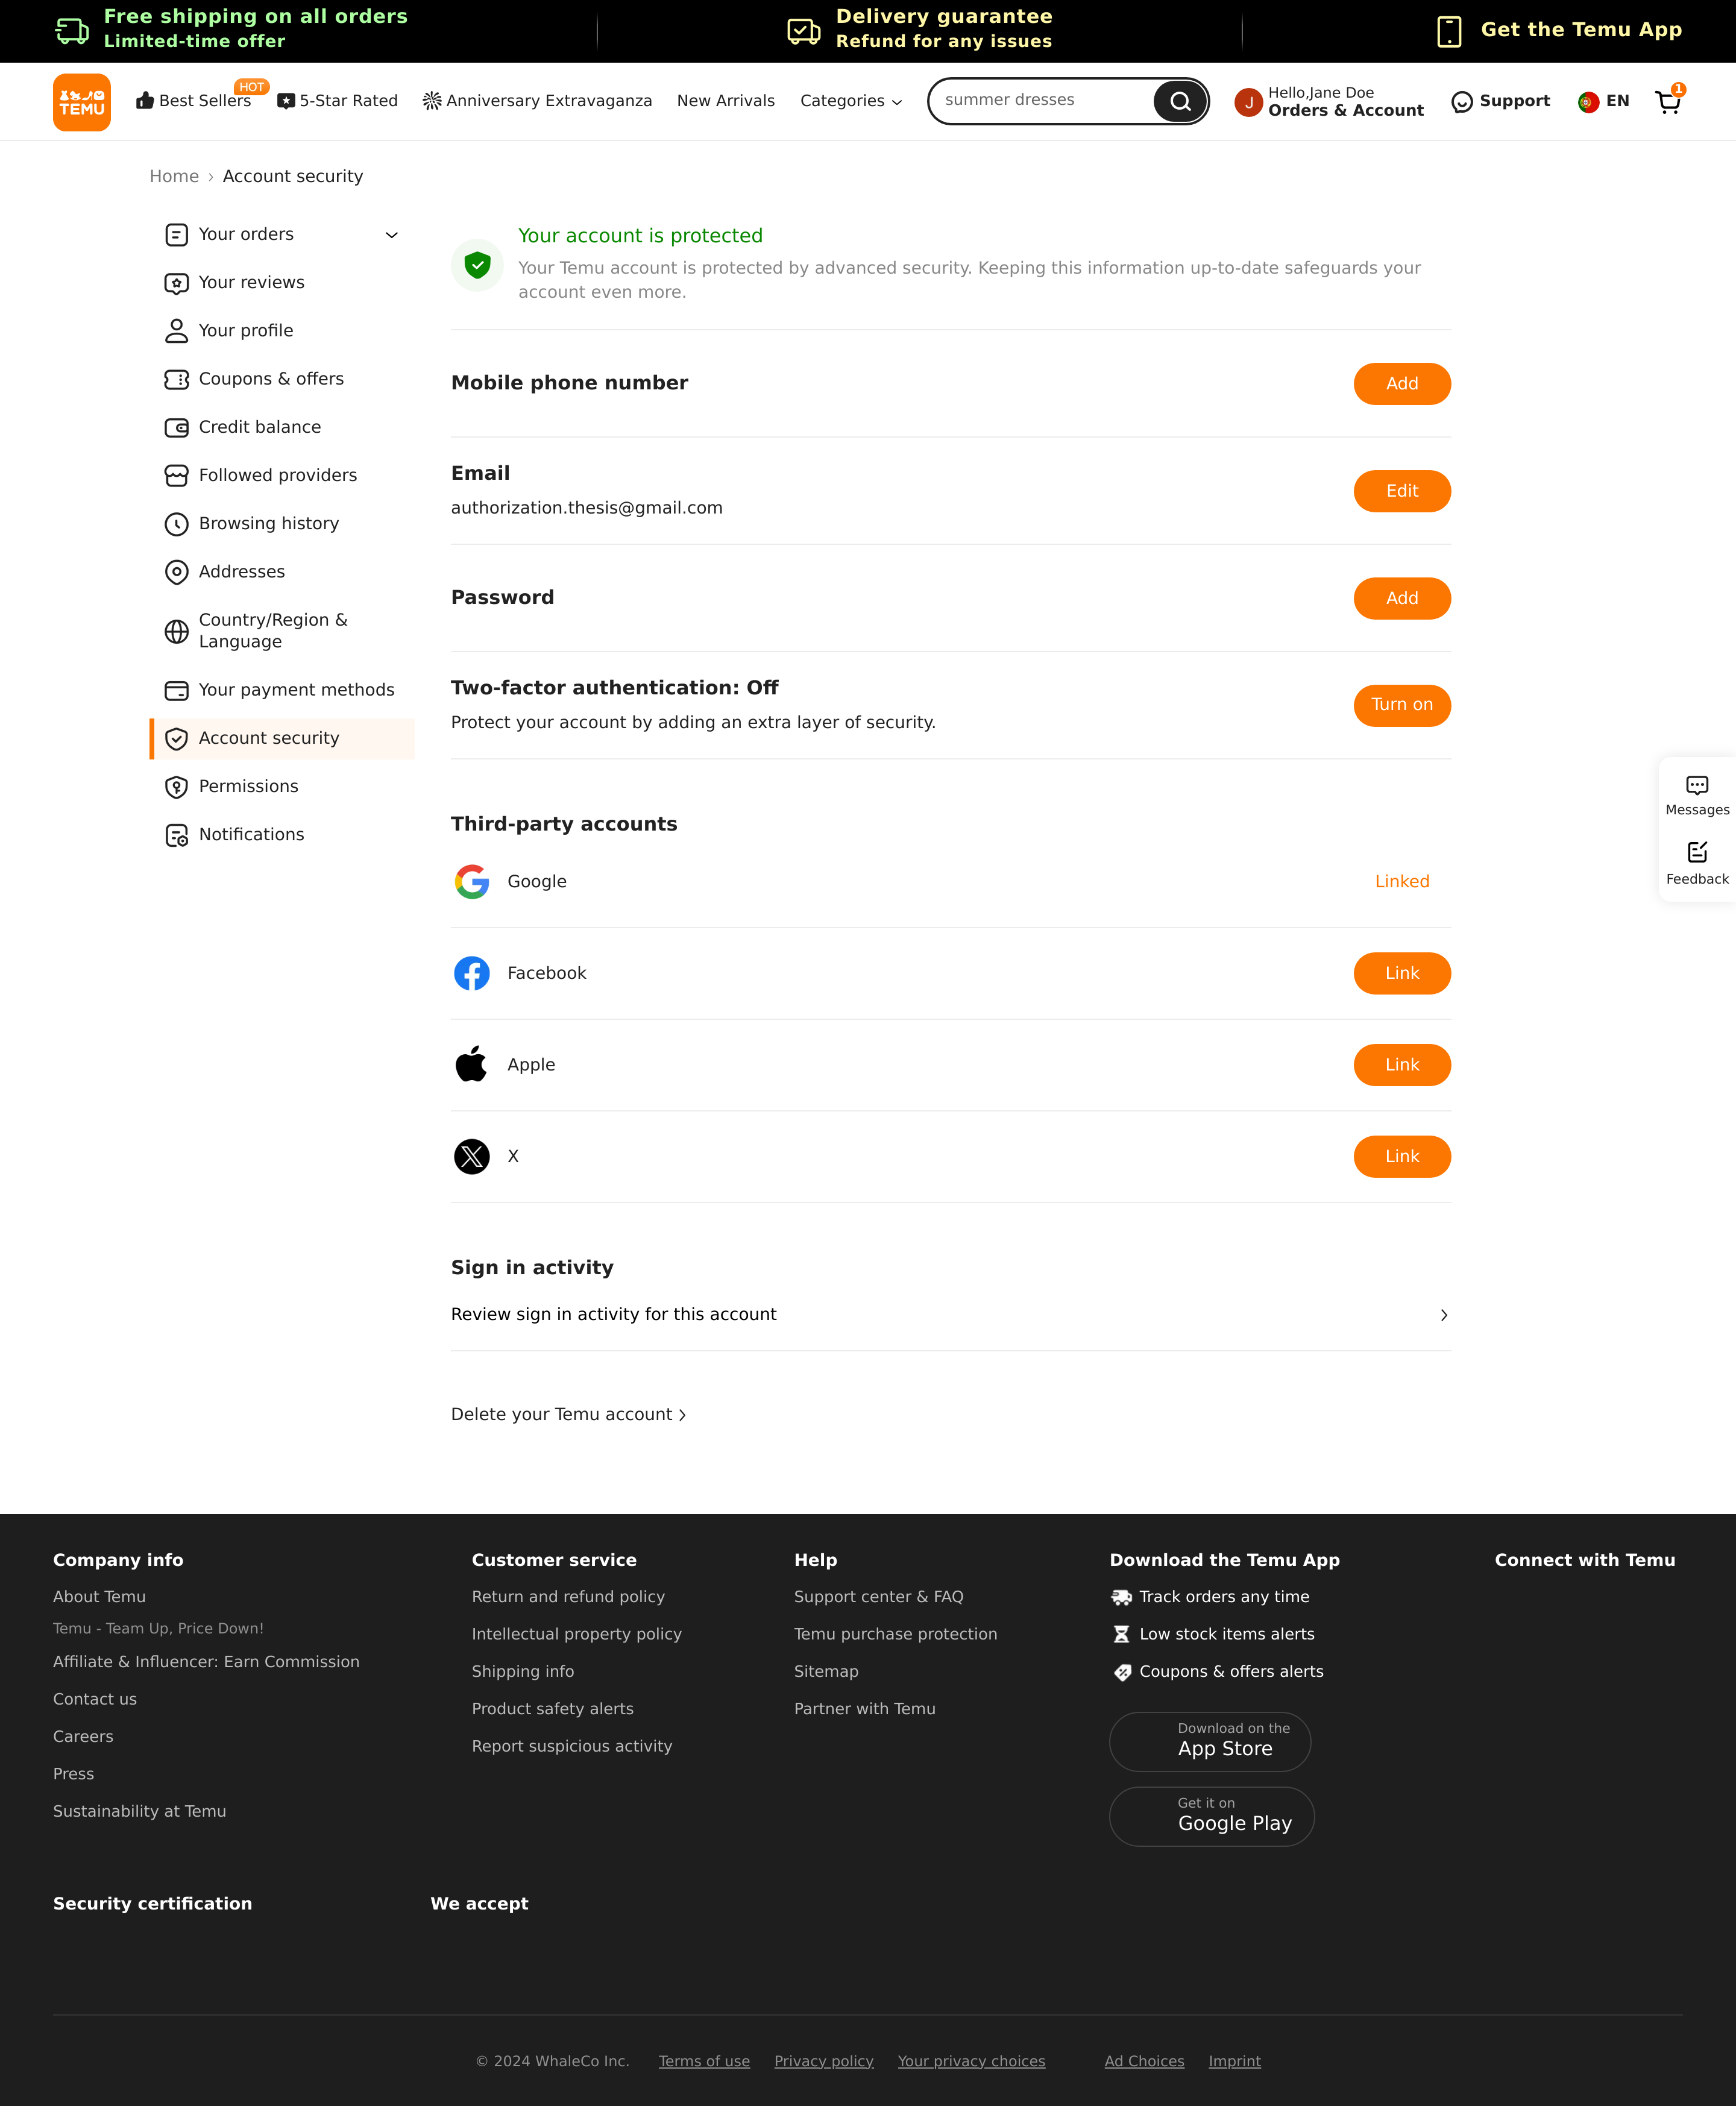 Free shipping on all orders
Limited-time offer
Delivery guarantee
Refund for any issues
Get the Temu App
TEMU
Best Sellers
HOT
5-Star Rated
Anniversary Extravaganza
New Arrivals
Categories
summer dresses
J
Hello,Jane Doe
Orders & Account
Support
EN
1
Home › Account security
Your orders
Your reviews
Your profile
Coupons & offers
Credit balance
Followed providers
Browsing history
Addresses
Country/Region &
Language
Your payment methods
Account security
Permissions
Notifications
Your account is protected
Your Temu account is protected by advanced security. Keeping this information up-to-date safeguards your
account even more.
Mobile phone number
Add
Email
authorization.thesis@gmail.com
Edit
Password
Add
Two-factor authentication: Off
Protect your account by adding an extra layer of security.
Turn on
Third-party accounts
Google
Linked
Facebook
Link
Apple
Link
X
Link
Sign in activity
Review sign in activity for this account
Delete your Temu account
Messages
Feedback
Company info
About Temu
Temu - Team Up, Price Down!
Affiliate & Influencer: Earn Commission
Contact us
Careers
Press
Sustainability at Temu
Customer service
Return and refund policy
Intellectual property policy
Shipping info
Product safety alerts
Report suspicious activity
Help
Support center & FAQ
Temu purchase protection
Sitemap
Partner with Temu
Download the Temu App
Track orders any time
Low stock items alerts
Coupons & offers alerts
Download on the
App Store
Get it on
Google Play
Connect with Temu
Security certification
We accept
© 2024 WhaleCo Inc.
Terms of use
Privacy policy
Your privacy choices
Ad Choices
Imprint